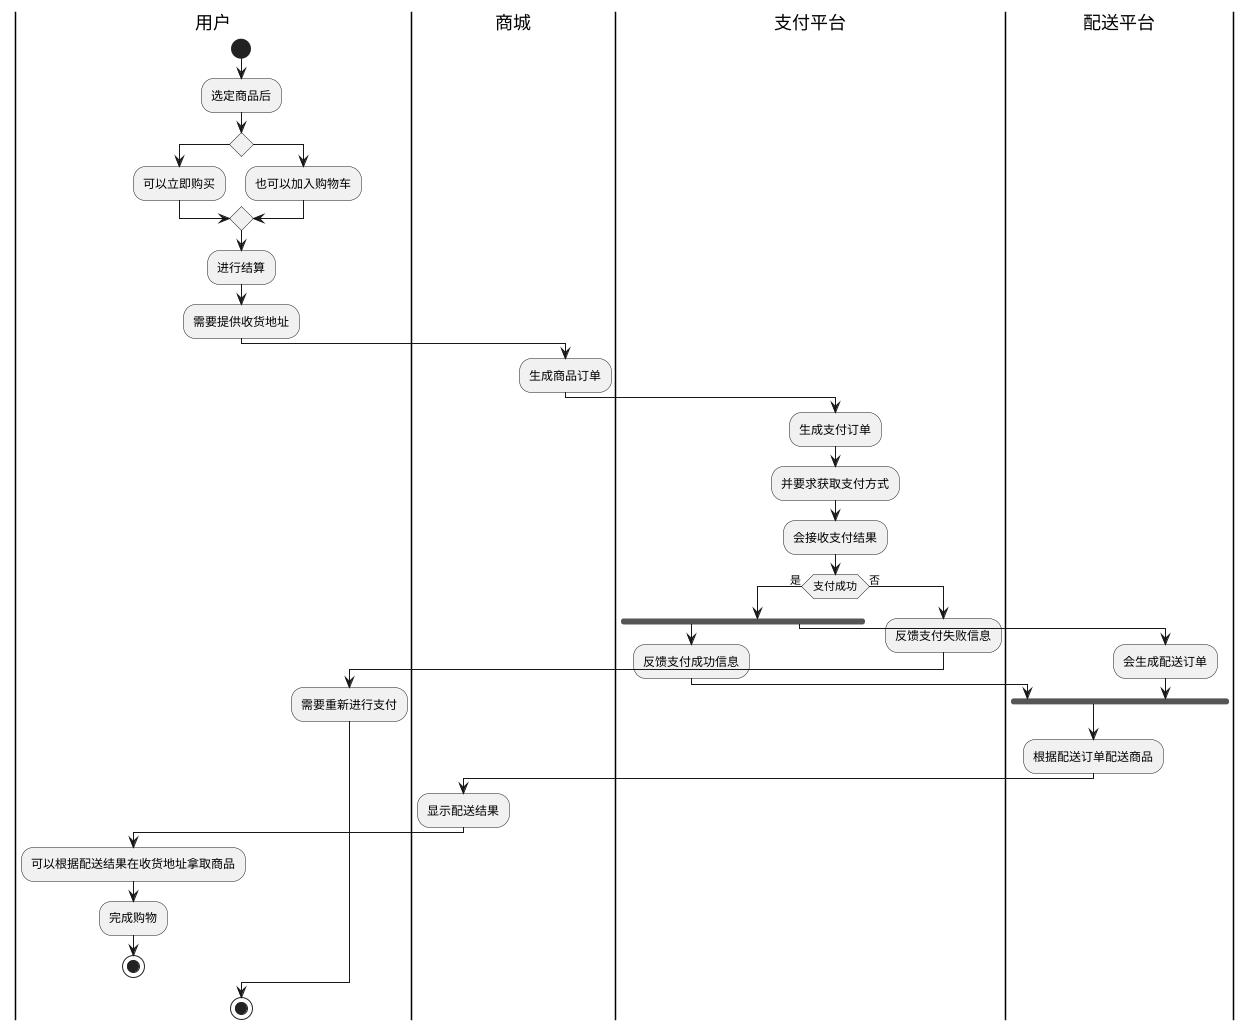 用户
商城
支付平台
配送平台
选定商品后
可以立即购买
也可以加入购物车
进行结算
需要提供收货地址
生成商品订单
生成支付订单
并要求获取支付方式
会接收支付结果
是
支付成功
否
反馈支付失败信息
反馈支付成功信息
会生成配送订单
需要重新进行支付
根据配送订单配送商品
显示配送结果
可以根据配送结果在收货地址拿取商品
完成购物